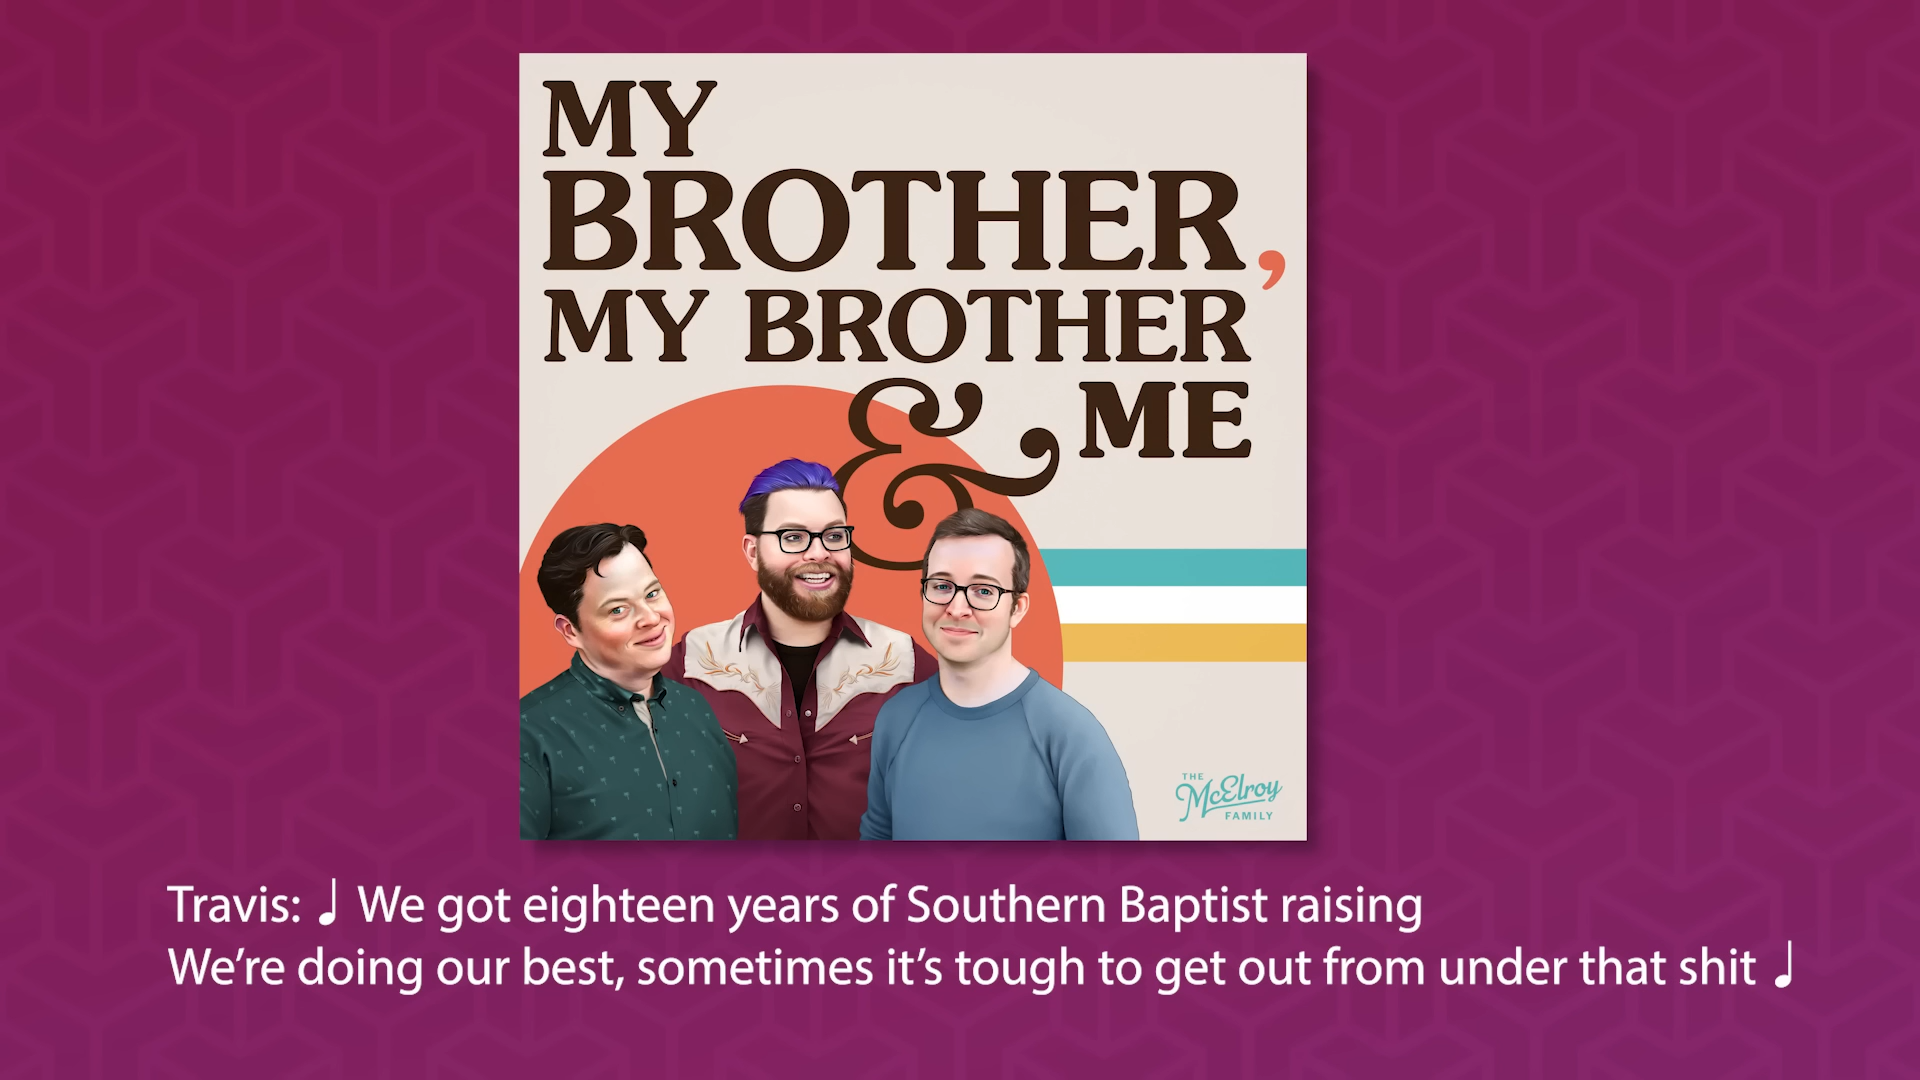 MY
BROTHER,
MY BROTHER
& ME
THE
McElroy
FAMILY
Travis: ♩ We got eighteen years of Southern Baptist raising
We’re doing our best, sometimes it’s tough to get out from under that shit ♩